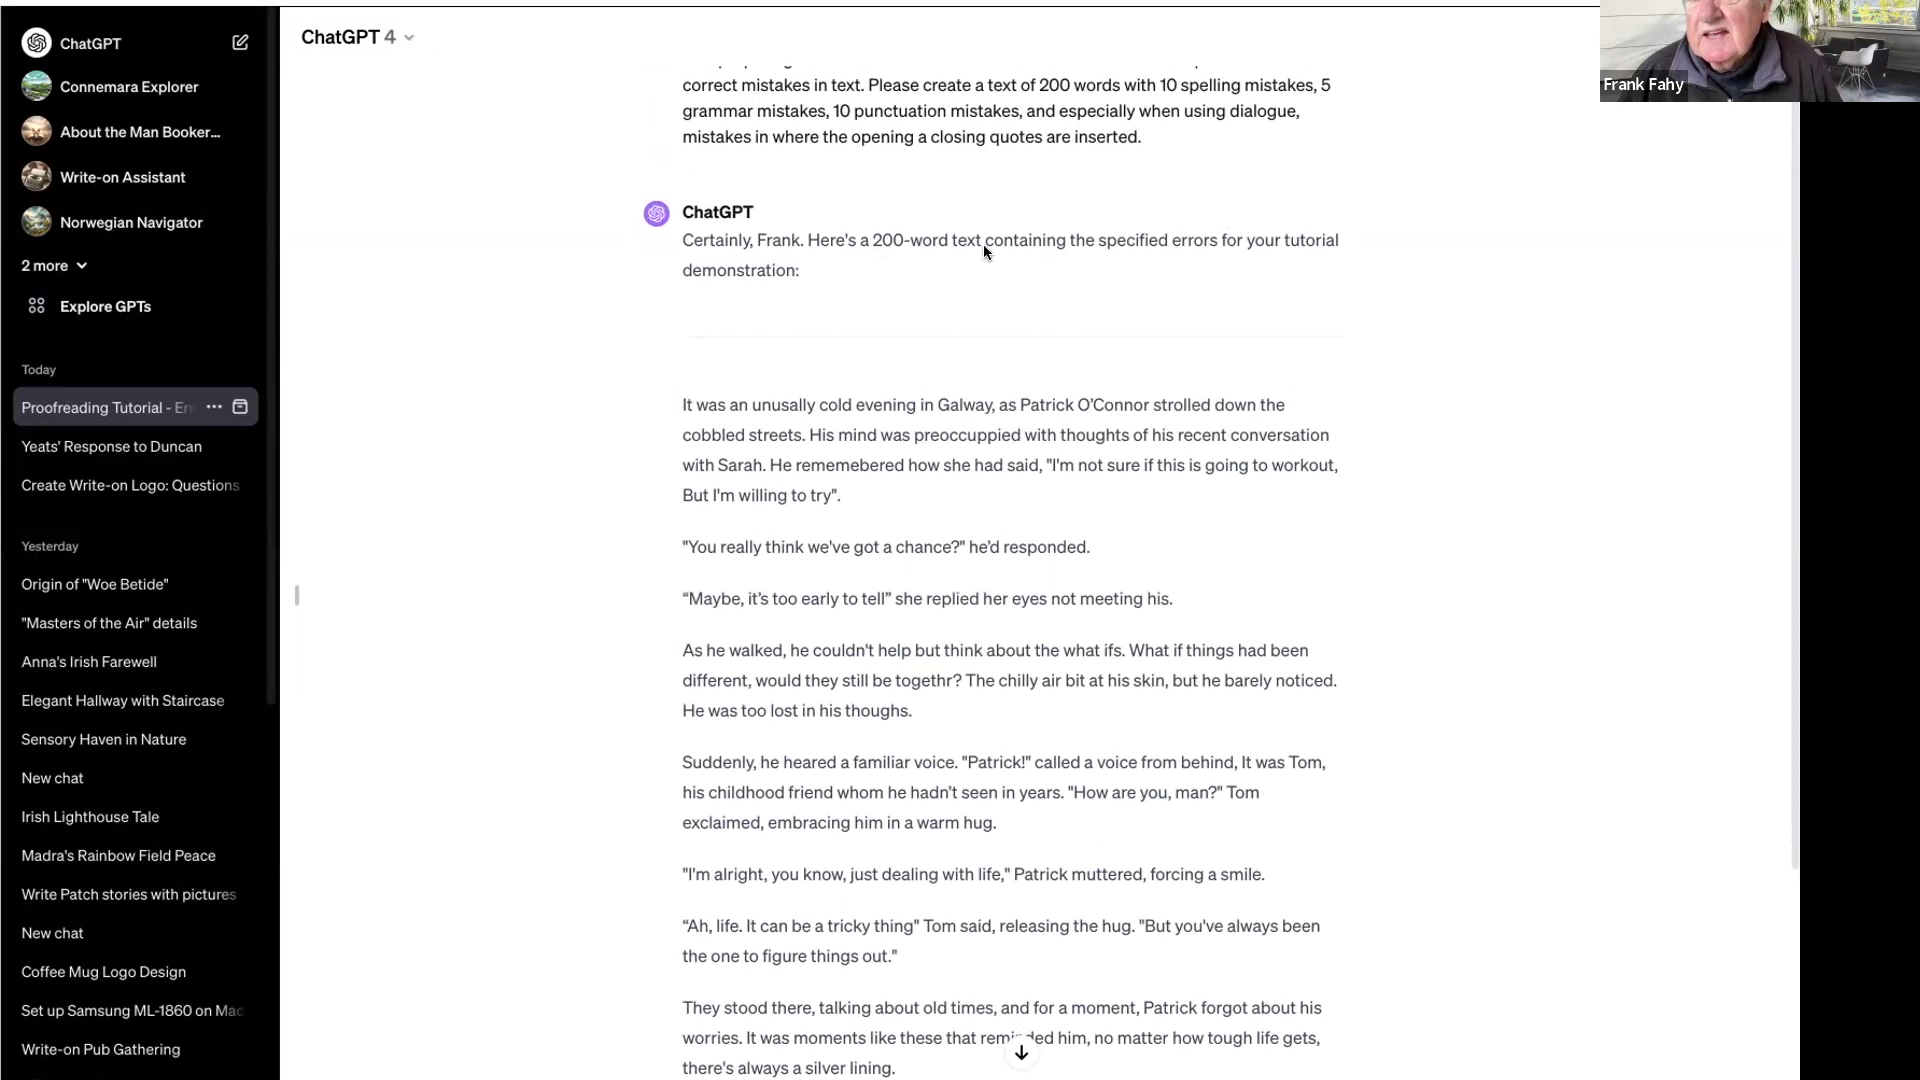 ChatGPT
Connemara Explorer
About the Man Booker...
Write-on Assistant
Norwegian Navigator
2 more
Explore GPTs
Today
Proofreading Tutorial - Er
Yeats' Response to Duncan
Create Write-on Logo: Questions
Yesterday
Origin of "Woe Betide"
"Masters of the Air" details
Anna's Irish Farewell
Elegant Hallway with Staircase
Sensory Haven in Nature
New chat
Irish Lighthouse Tale
Madra's Rainbow Field Peace
Write Patch stories with pictures
New chat
Coffee Mug Logo Design
Set up Samsung ML-1860 on Mac
Write-on Pub Gathering
ChatGPT 4
correct mistakes in text. Please create a text of 200 words with 10 spelling mistakes, 5
grammar mistakes, 10 punctuation mistakes, and especially when using dialogue,
mistakes in where the opening a closing quotes are inserted.
ChatGPT
Certainly, Frank. Here's a 200-word text containing the specified errors for your tutorial
demonstration:
It was an unusally cold evening in Galway, as Patrick O’Connor strolled down the
cobbled streets. His mind was preoccuppied with thoughts of his recent conversation
with Sarah. He rememebered how she had said, "I'm not sure if this is going to workout,
But I'm willing to try".
"You really think we've got a chance?" he’d responded.
“Maybe, it’s too early to tell” she replied her eyes not meeting his.
As he walked, he couldn't help but think about the what ifs. What if things had been
different, would they still be togethr? The chilly air bit at his skin, but he barely noticed.
He was too lost in his thoughs.
Suddenly, he heared a familiar voice. "Patrick!" called a voice from behind, It was Tom,
his childhood friend whom he hadn't seen in years. "How are you, man?" Tom
exclaimed, embracing him in a warm hug.
"I'm alright, you know, just dealing with life," Patrick muttered, forcing a smile.
“Ah, life. It can be a tricky thing" Tom said, releasing the hug. "But you've always been
the one to figure things out."
They stood there, talking about old times, and for a moment, Patrick forgot about his
worries. It was moments like these that reminded him, no matter how tough life gets,
there's always a silver lining.
Frank Fahy